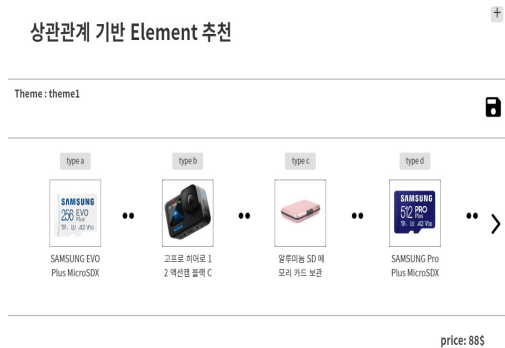 +
상관관계 기반 Element 추천
Theme : theme1
type a
type b
type c
type d
SAMSUNG
256 EVO
Plus
SAMSUNG
512 PRO
Plus
SAMSUNG EVO
Plus MicroSDX
고프로 히어로 1
2 액션캠 블랙 C
알루미늄 SD 메
모리 카드 보관
SAMSUNG Pro
Plus MicroSDX
price: 88$